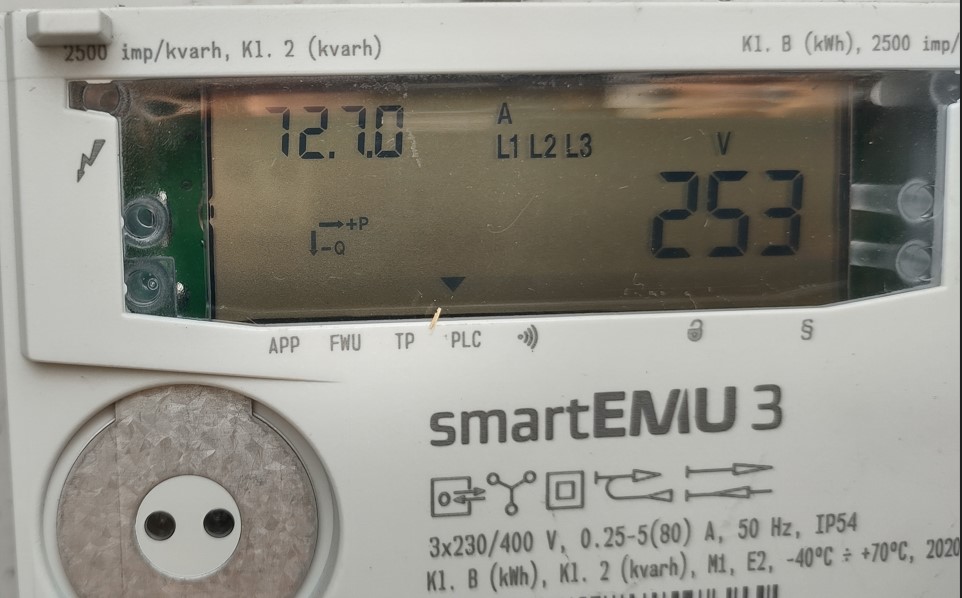 2500 imp/kvarh, Kl. 2 (kvarh)
Kl. B (kWh), 2500 imp/
72.7.0
A
L1 L2 L3
V
253
+P
-Q
APP FWU TP PLC §
smartEMU 3
3x230/400 V, 0.25-5(80) A, 50 Hz, IP54
Kl. B (kWh), Kl. 2 (kvarh), M1, E2, -40°C ÷ +70°C, 2020